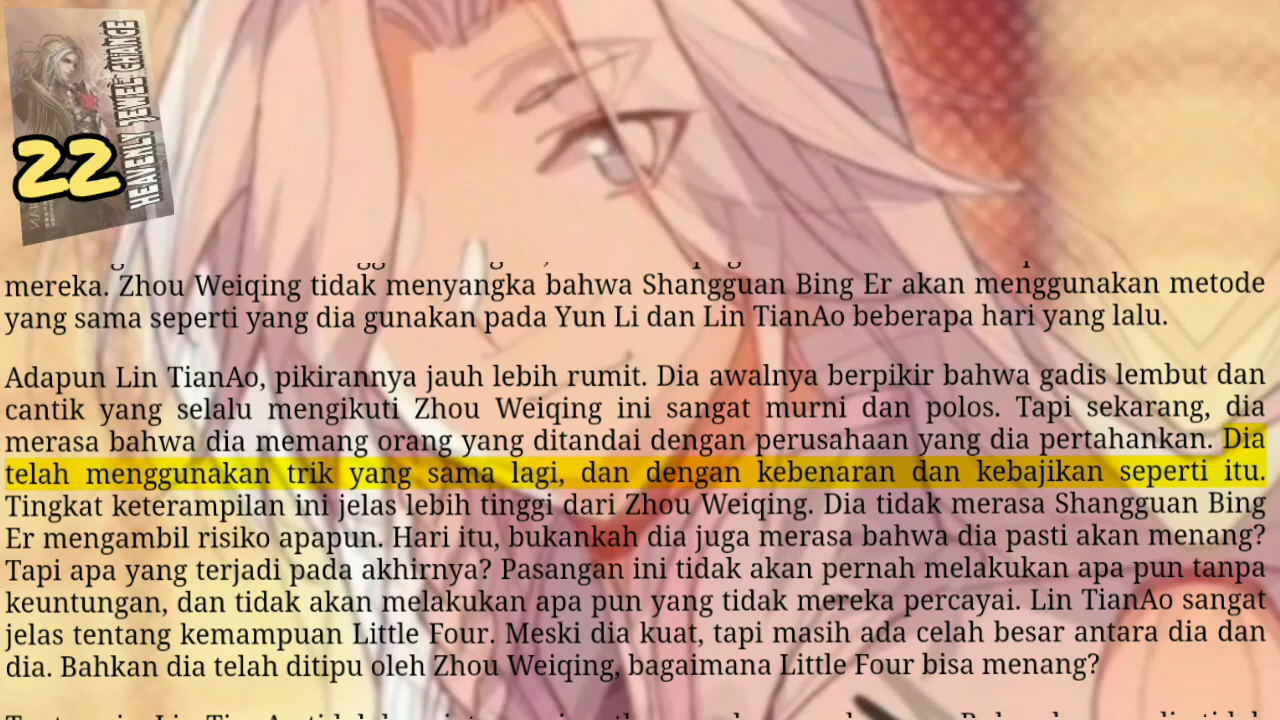 HEAVENLY JEWEL CHANGE
22
mereka. Zhou Weiqing tidak menyangka bahwa Shangguan Bing Er akan menggunakan metode
yang sama seperti yang dia gunakan pada Yun Li dan Lin TianAo beberapa hari yang lalu.
Adapun Lin TianAo, pikirannya jauh lebih rumit. Dia awalnya berpikir bahwa gadis lembut dan
cantik yang selalu mengikuti Zhou Weiqing ini sangat murni dan polos. Tapi sekarang, dia
merasa bahwa dia memang orang yang ditandai dengan perusahaan yang dia pertahankan. Dia
telah menggunakan trik yang sama lagi, dan dengan kebenaran dan kebajikan seperti itu.
Tingkat keterampilan ini jelas lebih tinggi dari Zhou Weiqing. Dia tidak merasa Shangguan Bing
Er mengambil risiko apapun. Hari itu, bukankah dia juga merasa bahwa dia pasti akan menang?
Tapi apa yang terjadi pada akhirnya? Pasangan ini tidak akan pernah melakukan apa pun tanpa
keuntungan, dan tidak akan melakukan apa pun yang tidak mereka percayai. Lin TianAo sangat
jelas tentang kemampuan Little Four. Meski dia kuat, tapi masih ada celah besar antara dia dan
dia. Bahkan dia telah ditipu oleh Zhou Weiqing, bagaimana Little Four bisa menang?